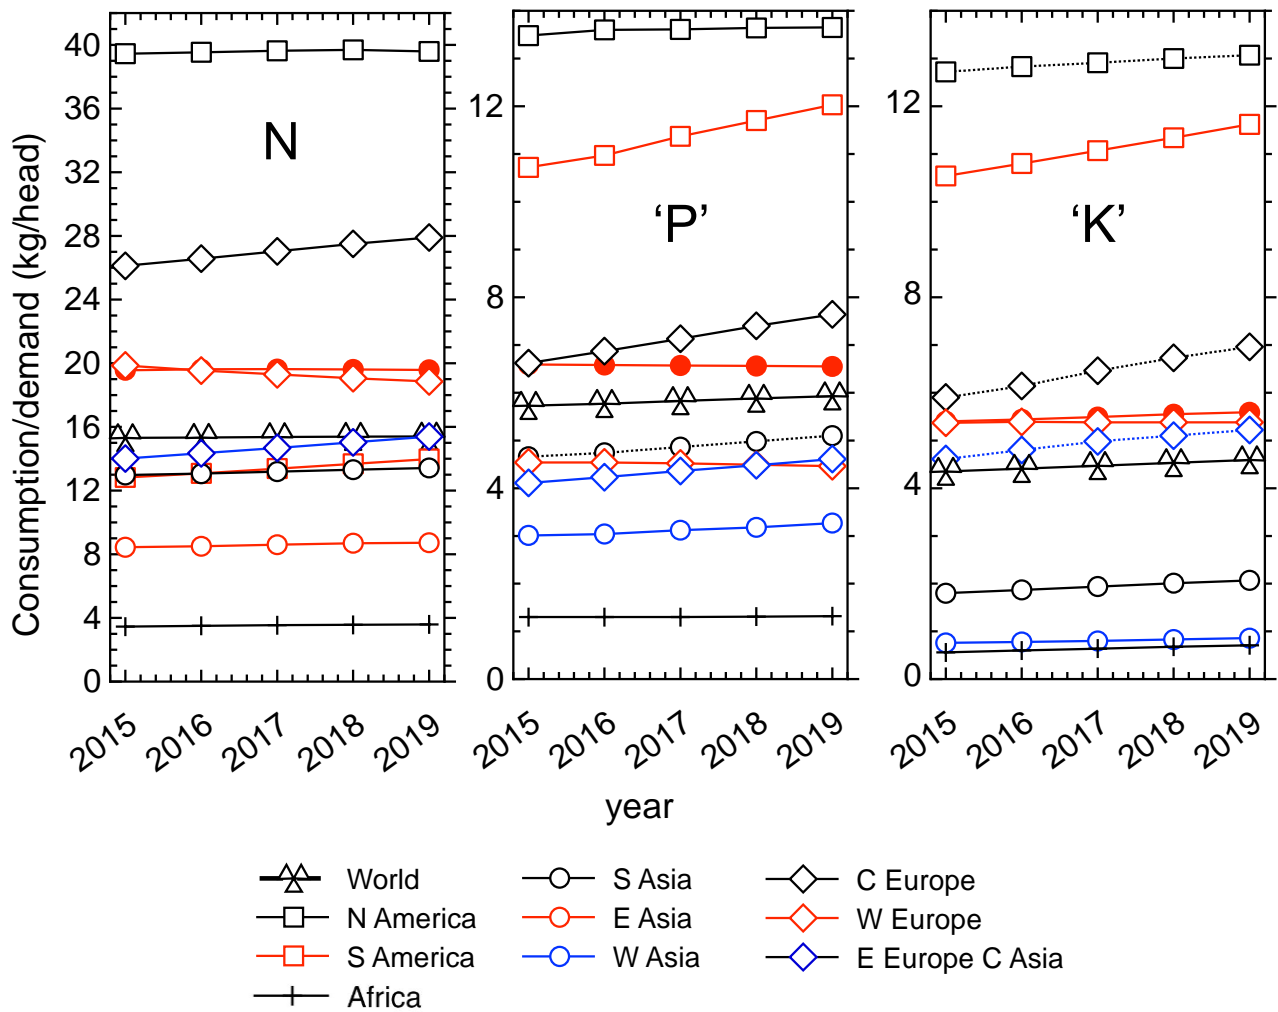 Consumption/demand (kg/head)
40
36
32
28
24
20
16
12
8
4
0
N
2015 2016 2017 2018 2019
12
8
4
0
‘P’
2015 2016 2017 2018 2019
12
8
4
0
‘K’
2015 2016 2017 2018 2019
year
World
N America
S America
Africa
S Asia
E Asia
W Asia
C Europe
W Europe
E Europe C Asia